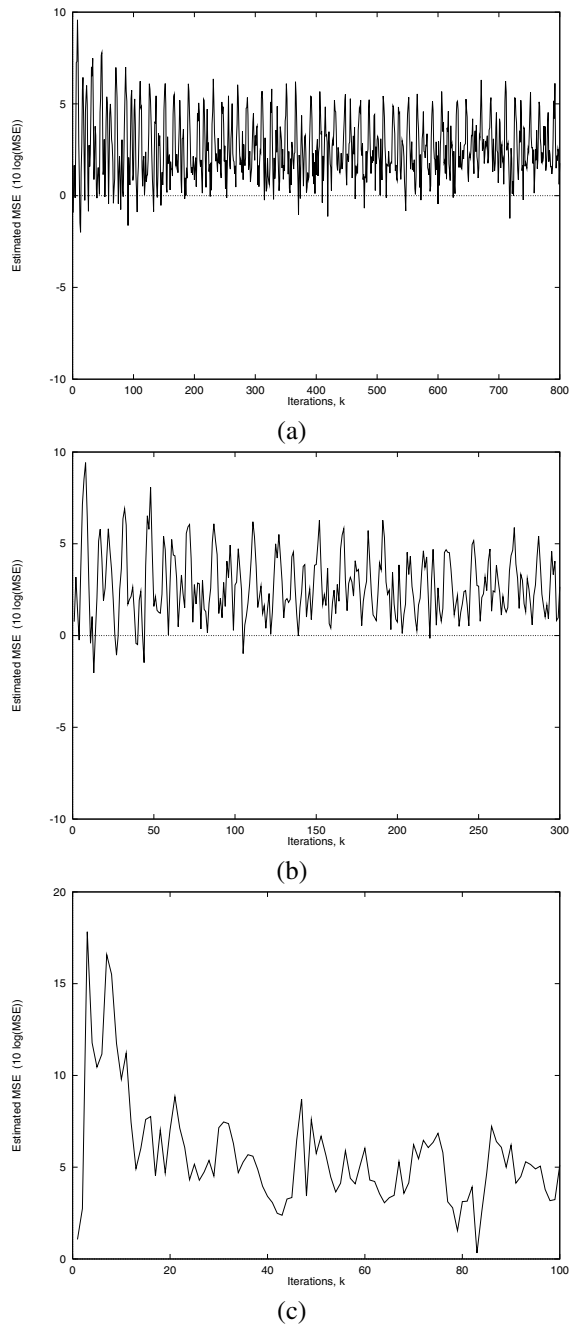 10
5
0
-5
-10
Estimated MSE (10 log(MSE))
0 100 200 300 400 500 600 700 800
Iterations, k
(a)
10
5
0
-5
-10
Estimated MSE (10 log(MSE))
0 50 100 150 200 250 300
Iterations, k
(b)
20
15
10
5
0
Estimated MSE (10 log(MSE))
0 20 40 60 80 100
Iterations, k
(c)